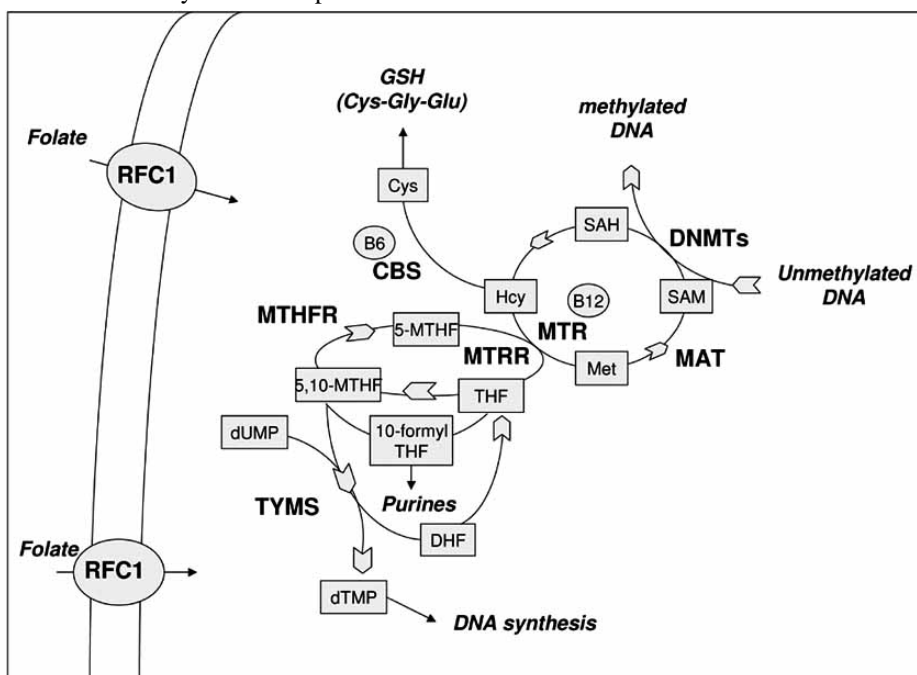 GSH
(Cys-Gly-Glu)
methylated
DNA
Folate
RFC1
Cys
SAH
B6
DNMTs
CBS
Hcy
B12
SAM
Unmethylated
DNA
MTHFR
5-MTHF
MTR
MTRR
Met
MAT
5,10-MTHF
THF
dUMP
10-formyl
THF
Purines
TYMS
DHF
Folate
RFC1
dTMP
DNA synthesis